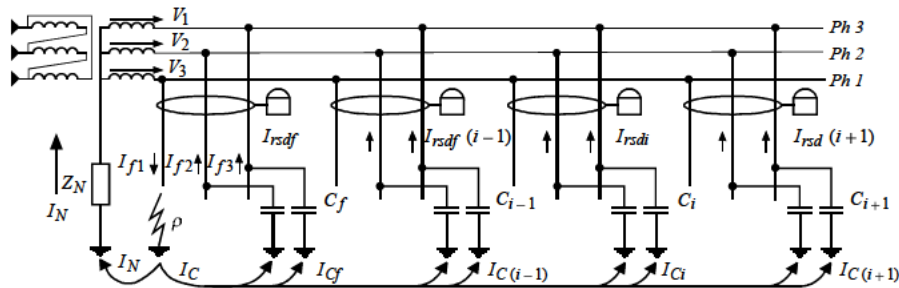 V1 Ph 3
V2 Ph 2
V3 Ph 1
Irsdf Irsdf (i−1) Irsdi Irsd (i+1)
If1 If2 If3
ZN Cf Ci−1 Ci Ci+1
IN ρ
IN IC ICf IC(i−1) ICi IC(i+1)